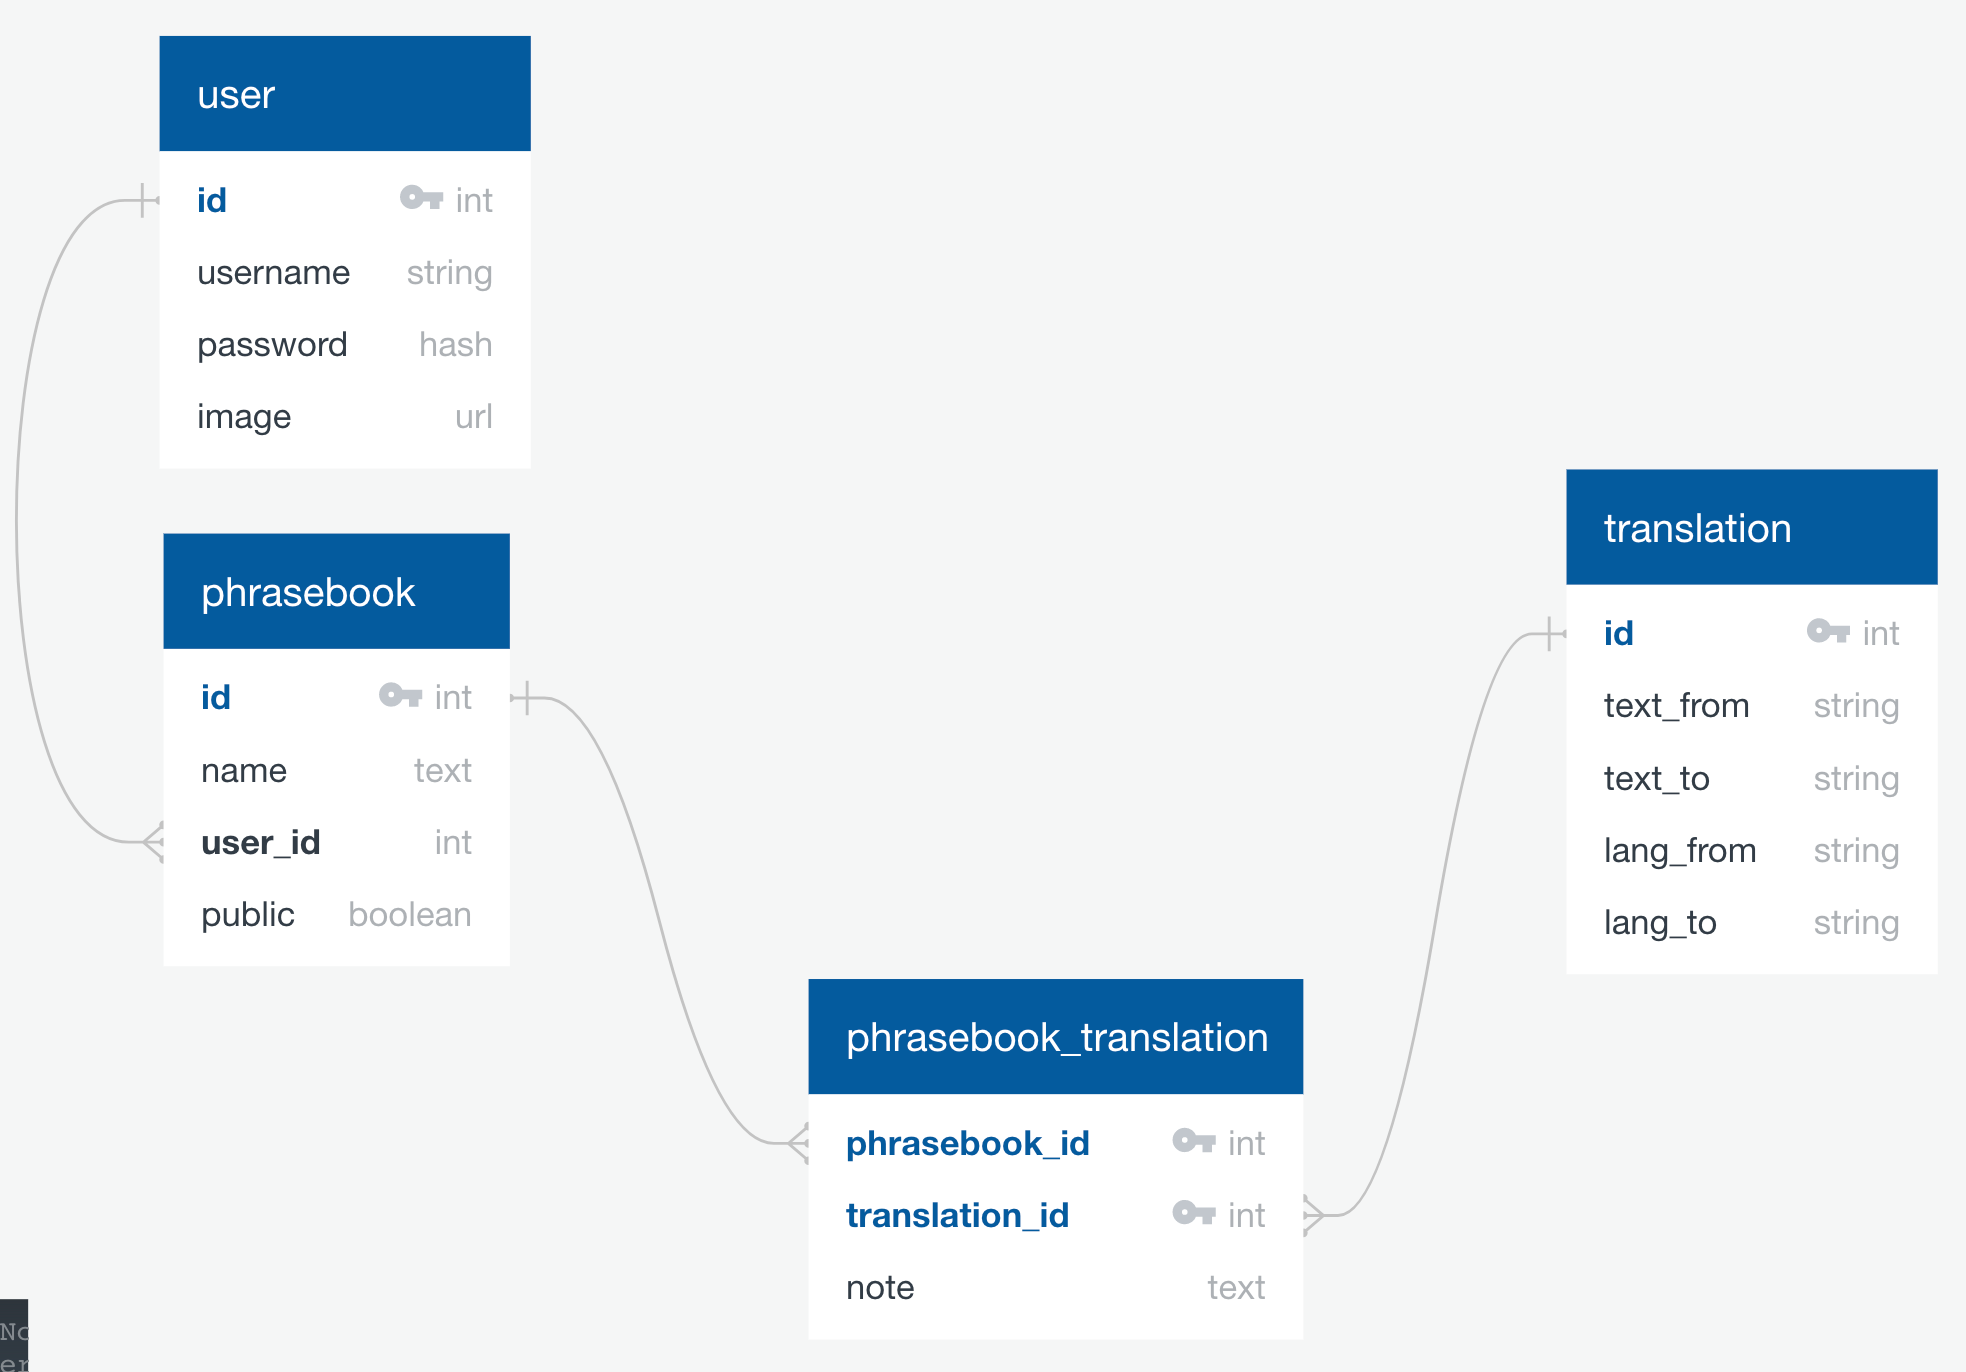 user
id int
username string
password hash
image url
phrasebook
id int
name text
user_id int
public boolean
translation
id int
text_from string
text_to string
lang_from string
lang_to string
phrasebook_translation
phrasebook_id int
translation_id int
note text